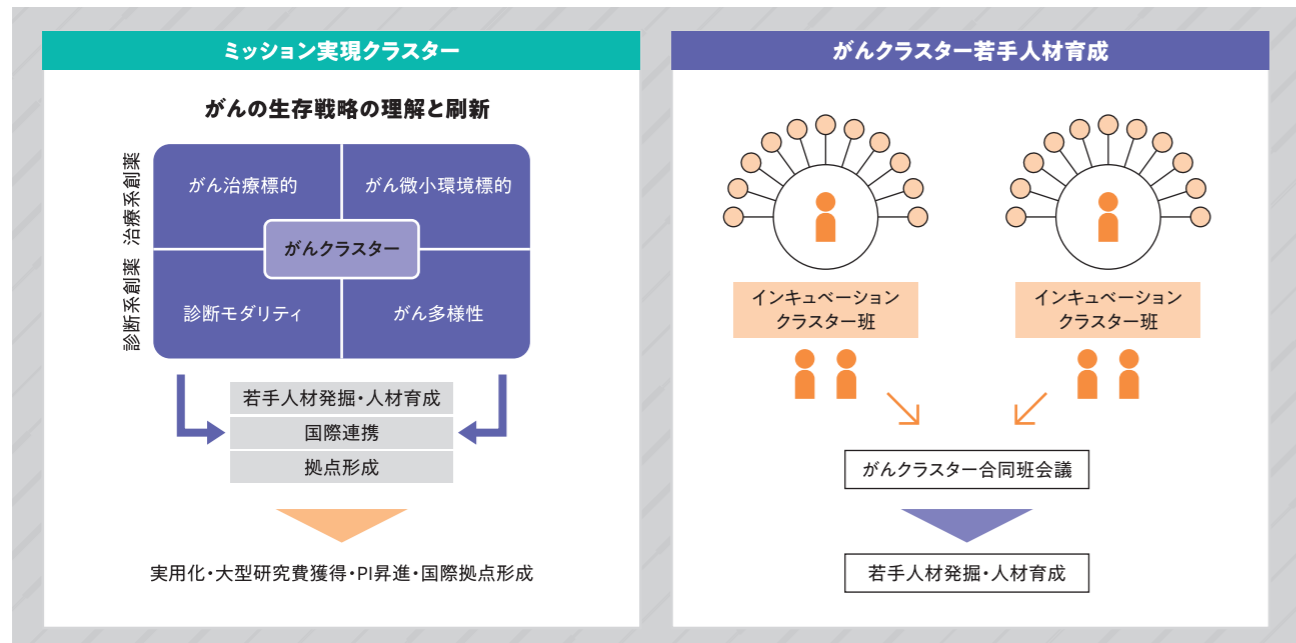 ミッション実現クラスター
がんの生存戦略の理解と刷新
治療系創薬
がん治療標的
がん微小環境標的
がんクラスター
診断系創薬
診断モダリティ
がん多様性
若手人材発掘・人材育成
国際連携
拠点形成
実用化・大型研究費獲得・PI昇進・国際拠点形成
がんクラスター若手人材育成
インキュベーション
クラスター班
インキュベーション
クラスター班
がんクラスター合同班会議
若手人材発掘・人材育成